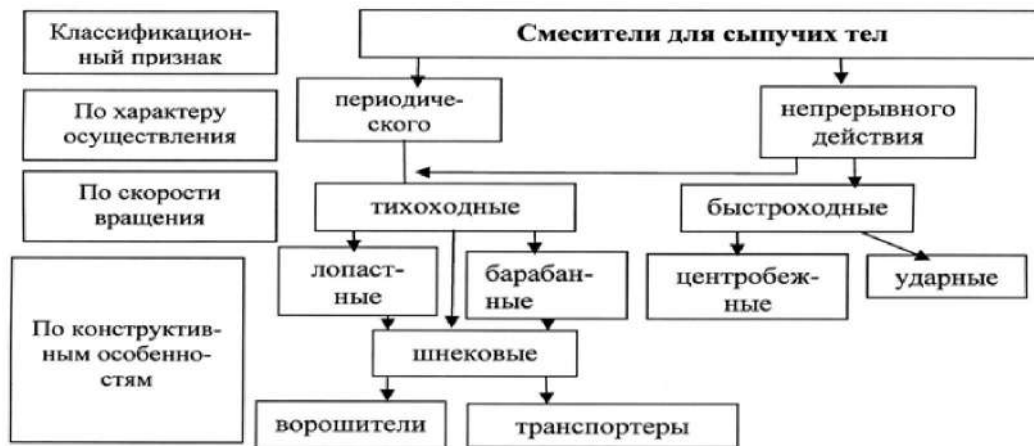 Классификацион-
ный признак
Смесители для сыпучих тел
По характеру
осуществления
периодиче-
ского
непрерывного
действия
По скорости
вращения
тихоходные
быстроходные
По конструктив-
ным особенно-
стям
лопаст-
ные
барабан-
ные
центробеж-
ные
ударные
шнековые
ворошители
транспортеры